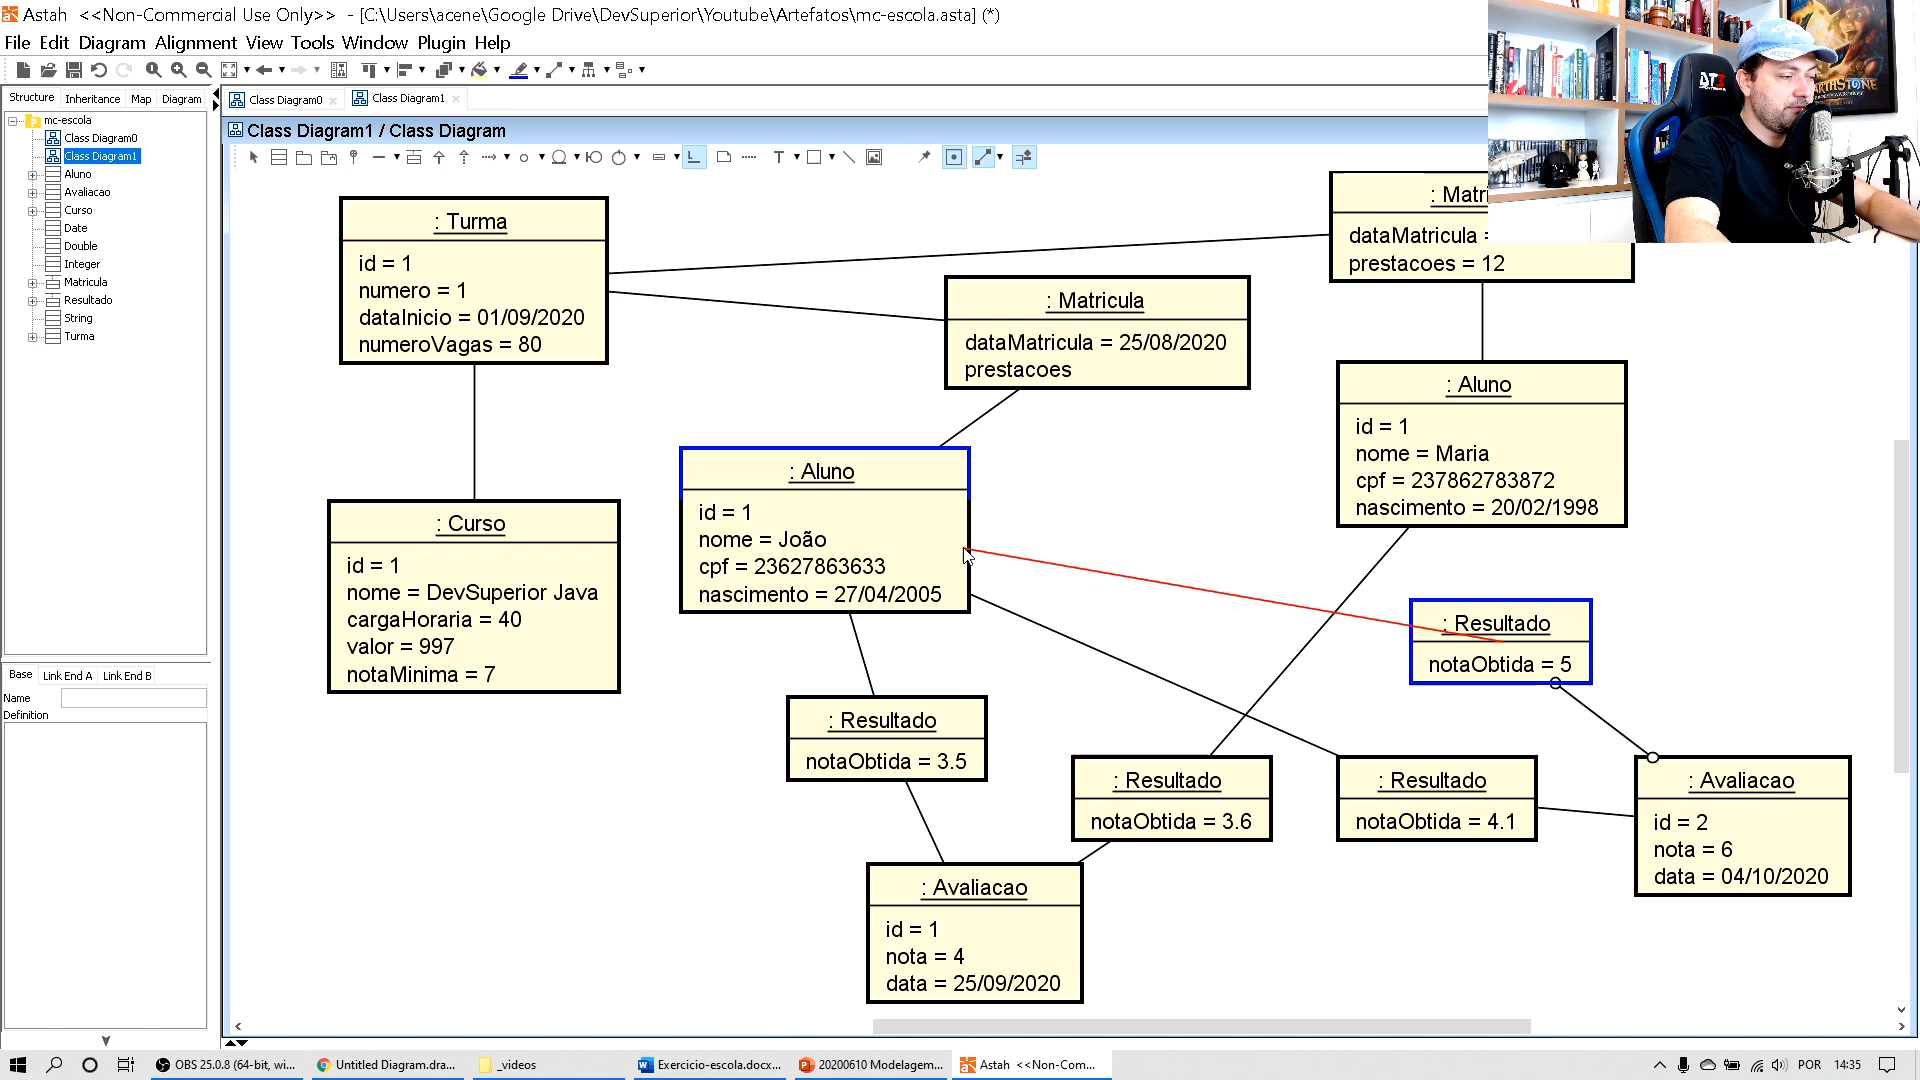 Astah <<Non-Commercial Use Only>> - [C:\Users\acene\Google Drive\DevSuperior\Youtube\Artefatos\mc-escola.asta] (*)
File Edit Diagram Alignment View Tools Window Plugin Help
Structure Inheritance Map Diagram
mc-escola
Class Diagram0
Class Diagram1
Aluno
Avaliacao
Curso
Date
Double
Integer
Matricula
Resultado
String
Turma
Base Link End A Link End B
Name
Definition
Class Diagram0 Class Diagram1
Class Diagram1 / Class Diagram
: Turma
id = 1
numero = 1
dataInicio = 01/09/2020
numeroVagas = 80
: Matricula
dataMatricula = 25/08/2020
prestacoes
: Matri
dataMatricula =
prestacoes = 12
: Aluno
id = 1
nome = João
cpf = 23627863633
nascimento = 27/04/2005
: Aluno
id = 1
nome = Maria
cpf = 237862783872
nascimento = 20/02/1998
: Curso
id = 1
nome = DevSuperior Java
cargaHoraria = 40
valor = 997
notaMinima = 7
: Resultado
notaObtida = 5
: Resultado
notaObtida = 3.5
: Resultado
notaObtida = 3.6
: Resultado
notaObtida = 4.1
: Avaliacao
id = 2
nota = 6
data = 04/10/2020
: Avaliacao
id = 1
nota = 4
data = 25/09/2020
OBS 25.0.8 (64-bit, wi...
Untitled Diagram.dra...
_videos
Exercicio-escola.docx...
20200610 Modelagem...
Astah <<Non-Com...
POR 14:35